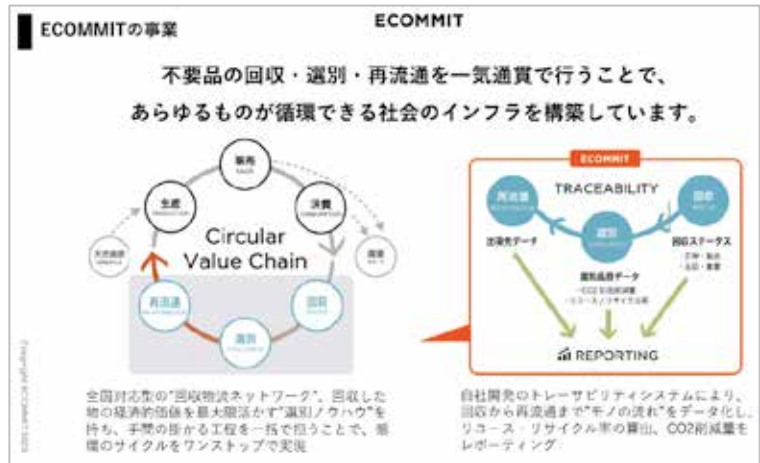 ECOMMITの事業
ECOMMIT
不要品の回収・選別・再流通を一気通貫で行うことで、
あらゆるものが循環できる社会のインフラを構築しています。
販売
生産
消費
天然資源
廃棄
Circular
Value Chain
再流通
選別
回収
ECOMMIT
TRACEABILITY
再流通
選別
回収
出荷先データ
選別品目データ
回収ステータス
REPORTING
全国対応型の"回収物流ネットワーク"。回収した
物の経済的価値を最大限活かす"選別ノウハウ"を
持ち、手間の掛かる工程を一括で担うことで、循
環のサイクルをワンストップで実現
自社開発のトレーサビリティシステムにより、
回収から再流通まで"モノの流れ"をデータ化し、
リユース・リサイクル率の算出、CO2削減量を
レポーティング